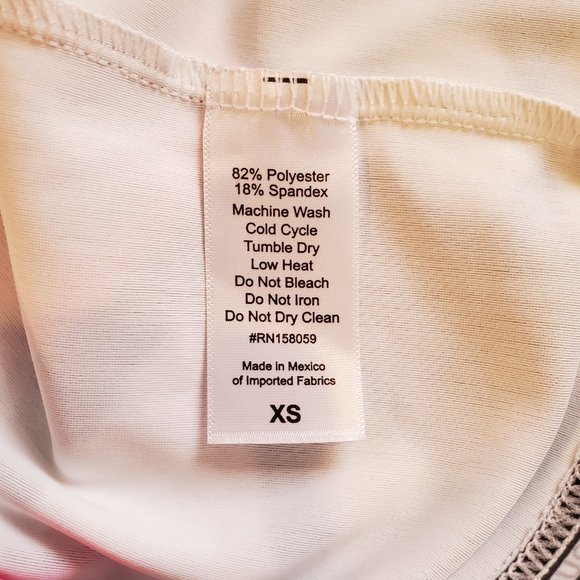 82% Polyester
18% Spandex
Machine Wash
Cold Cycle
Tumble Dry
Low Heat
Do Not Bleach
Do Not Iron
Do Not Dry Clean
#RN158059
Made in Mexico
of Imported Fabrics
XS